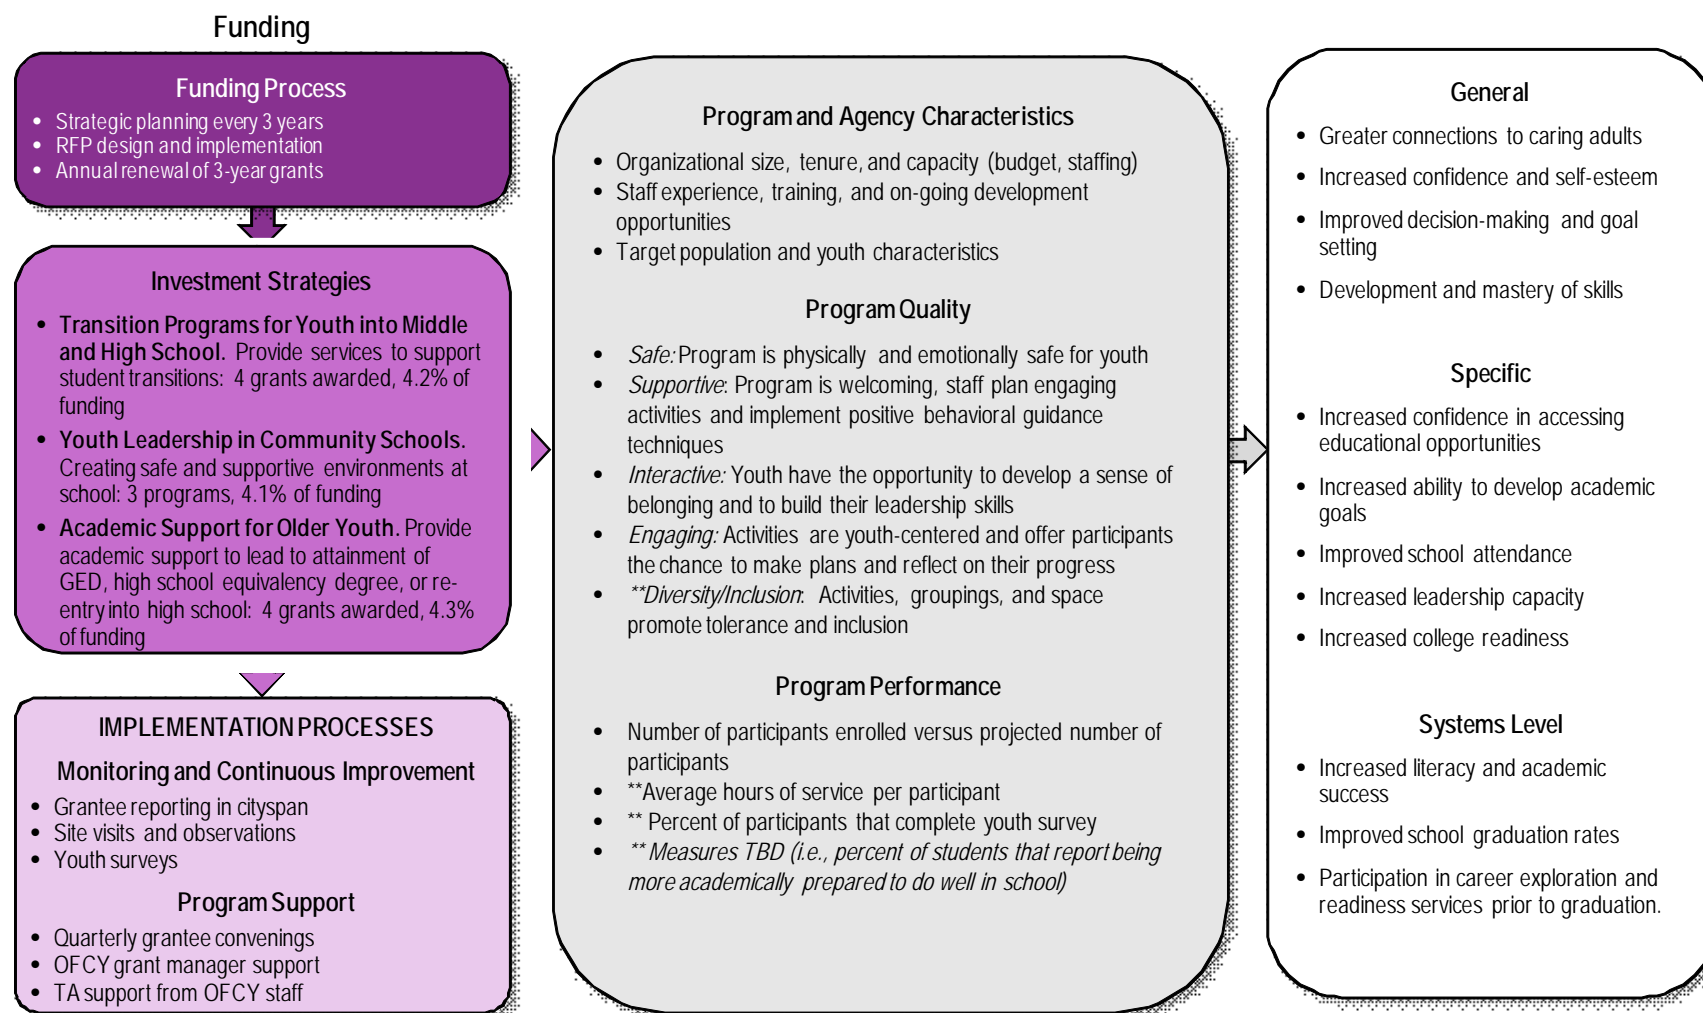 Funding
Funding Process
• Strategic planning every 3 years
• RFP design and implementation
• Annual renewal of 3-year grants
Investment Strategies
• Transition Programs for Youth into Middle
and High School. Provide services to support
student transitions: 4 grants awarded, 4.2% of
funding
• Youth Leadership in Community Schools.
Creating safe and supportive environments at
school: 3 programs, 4.1% of funding
• Academic Support for Older Youth. Provide
academic support to lead to attainment of
GED, high school equivalency degree, or re-
entry into high school: 4 grants awarded, 4.3%
of funding
IMPLEMENTATION PROCESSES
Monitoring and Continuous Improvement
• Grantee reporting in cityspan
• Site visits and observations
• Youth surveys
Program Support
• Quarterly grantee convenings
• OFCY grant manager support
• TA support from OFCY staff
Program and Agency Characteristics
• Organizational size, tenure, and capacity (budget, staffing)
• Staff experience, training, and on-going development
opportunities
• Target population and youth characteristics
Program Quality
• Safe: Program is physically and emotionally safe for youth
• Supportive: Program is welcoming, staff plan engaging
activities and implement positive behavioral guidance
techniques
• Interactive: Youth have the opportunity to develop a sense of
belonging and to build their leadership skills
• Engaging: Activities are youth-centered and offer participants
the chance to make plans and reflect on their progress
• **Diversity/Inclusion: Activities, groupings, and space
promote tolerance and inclusion
Program Performance
• Number of participants enrolled versus projected number of
participants
• **Average hours of service per participant
• ** Percent of participants that complete youth survey
• ** Measures TBD (i.e., percent of students that report being
more academically prepared to do well in school)
General
• Greater connections to caring adults
• Increased confidence and self-esteem
• Improved decision-making and goal
setting
• Development and mastery of skills
Specific
• Increased confidence in accessing
educational opportunities
• Increased ability to develop academic
goals
• Improved school attendance
• Increased leadership capacity
• Increased college readiness
Systems Level
• Increased literacy and academic
success
• Improved school graduation rates
• Participation in career exploration and
readiness services prior to graduation.